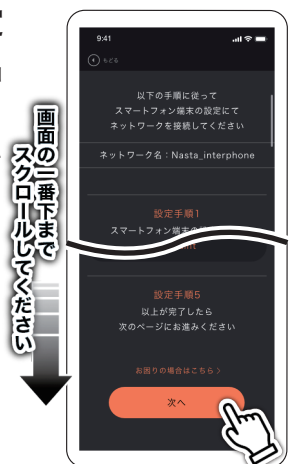 画面の一番下まで
スクロールしてください
9:41
もどる
以下の手順に従って
スマートフォン端末の設定にて
ネットワークを接続してください
ネットワーク名：Nasta_interphone
設定手順1
スマートフォン端末の
設定手順5
以上が完了したら
次のページにお進みください
お困りの場合はこちら＞
次へ